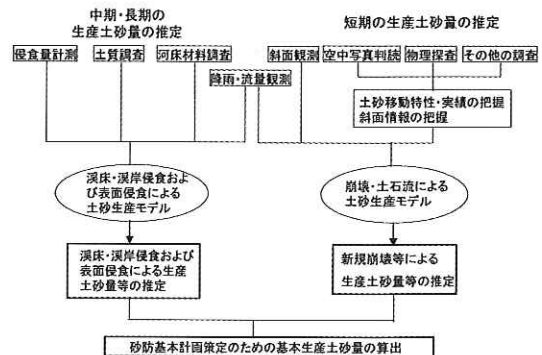 中期・長期の
生産土砂量の推定
短期の生産土砂量の推定
侵食量計測
土質調査
河床材料調査
降雨・流量観測
斜面観測
空中写真判読
物理探査
その他の調査
土砂移動特性・実績の把握
斜面情報の把握
渓床・渓岸侵食およ
び表面侵食による
土砂生産モデル
崩壊・土石流による
土砂生産モデル
渓床・渓岸侵食および
表面侵食による生産
土砂量等の推定
新規崩壊等による
生産土砂量等の推定
砂防基本計画策定のための基本生産土砂量の算出